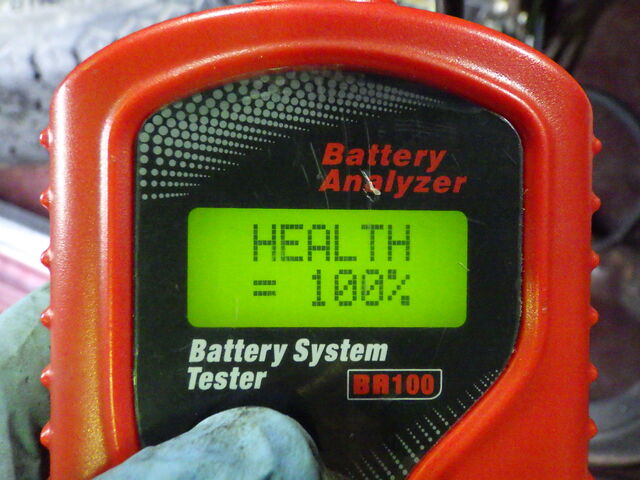 Battery
Analyzer
HEALTH
= 100%
Battery System
Tester
BR100